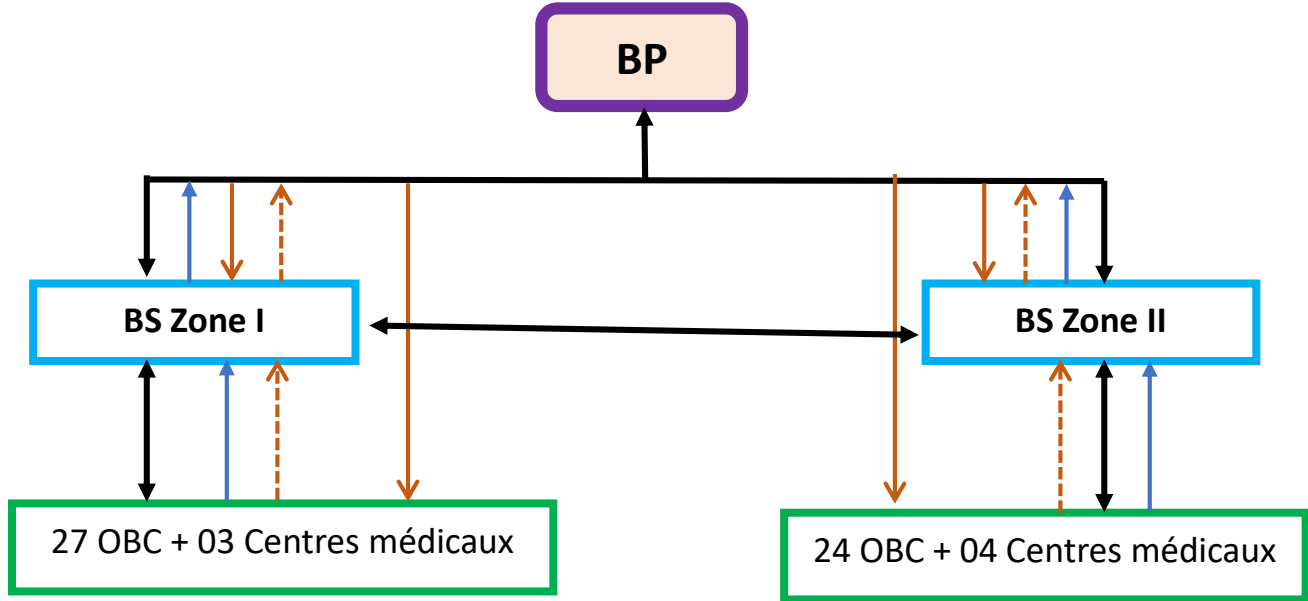 BP
BS Zone I
BS Zone II
27 OBC + 03 Centres médicaux
24 OBC + 04 Centres médicaux